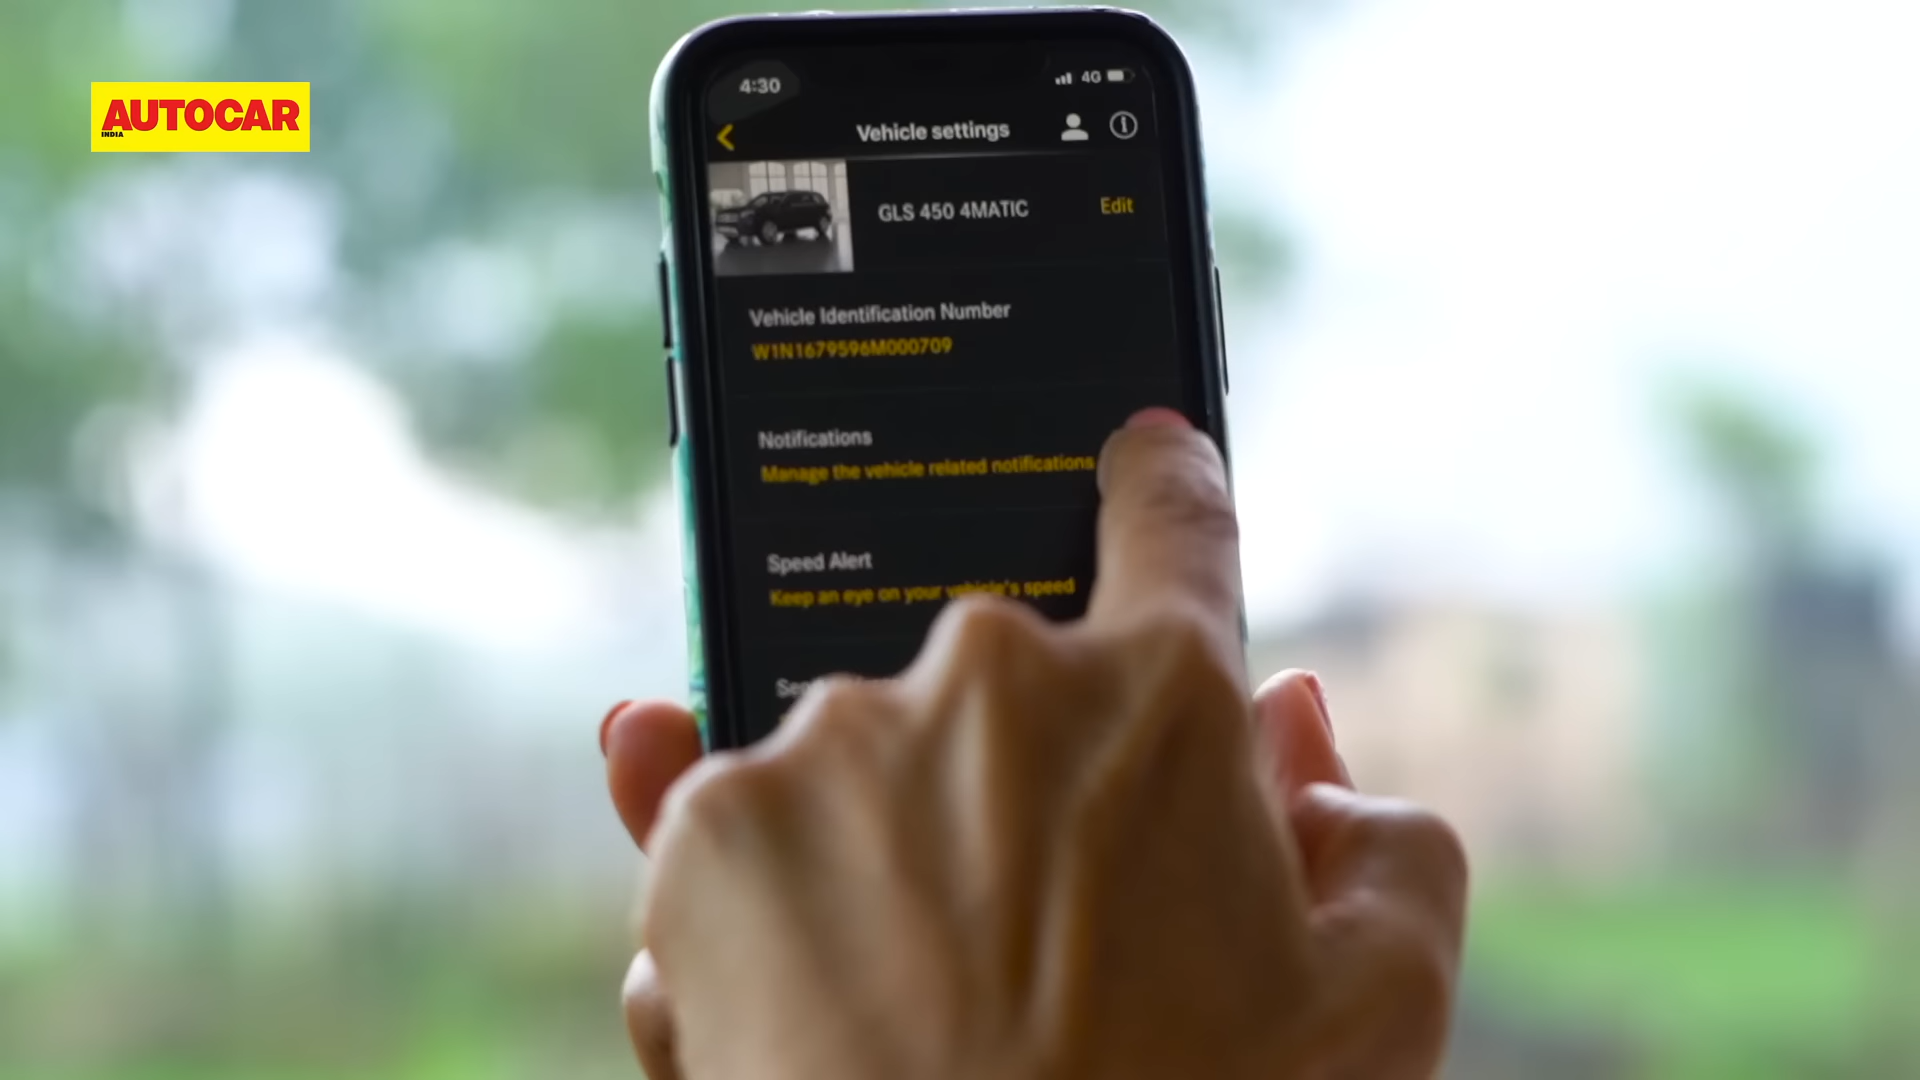 AUTOCAR
INDIA
4:30
4G
Vehicle settings
GLS 450 4MATIC
Edit
Vehicle Identification Number
W1N1679596M000709
Notifications
Manage the vehicle related notifications
Speed Alert
Keep an eye on your vehicle's speed